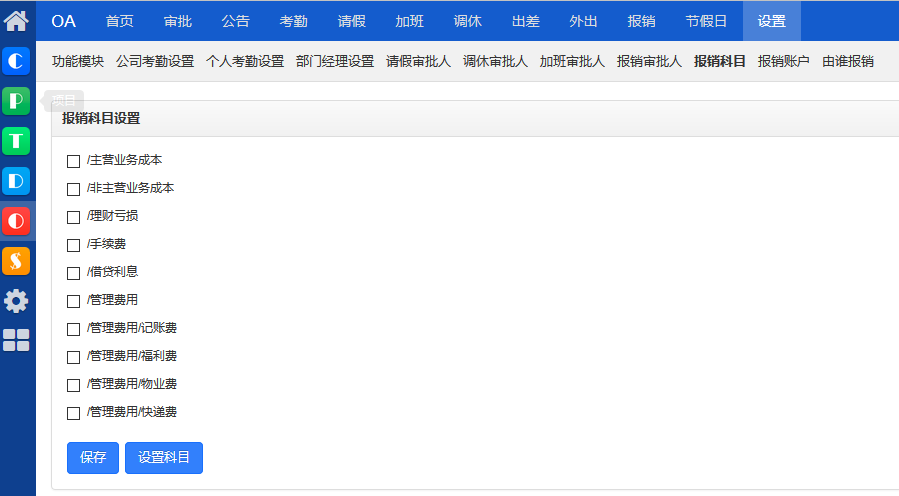 OA 首页 审批 公告 考勤 请假 加班 调休 出差 外出 报销 节假日 设置
功能模块 公司考勤设置 个人考勤设置 部门经理设置 请假审批人 调休审批人 加班审批人 报销审批人 报销科目 报销账户 由谁报销
项目
报销科目设置
/主营业务成本
/非主营业务成本
/理财亏损
/手续费
/借贷利息
/管理费用
/管理费用/记账费
/管理费用/福利费
/管理费用/物业费
/管理费用/快递费
保存 设置科目
P
T
D